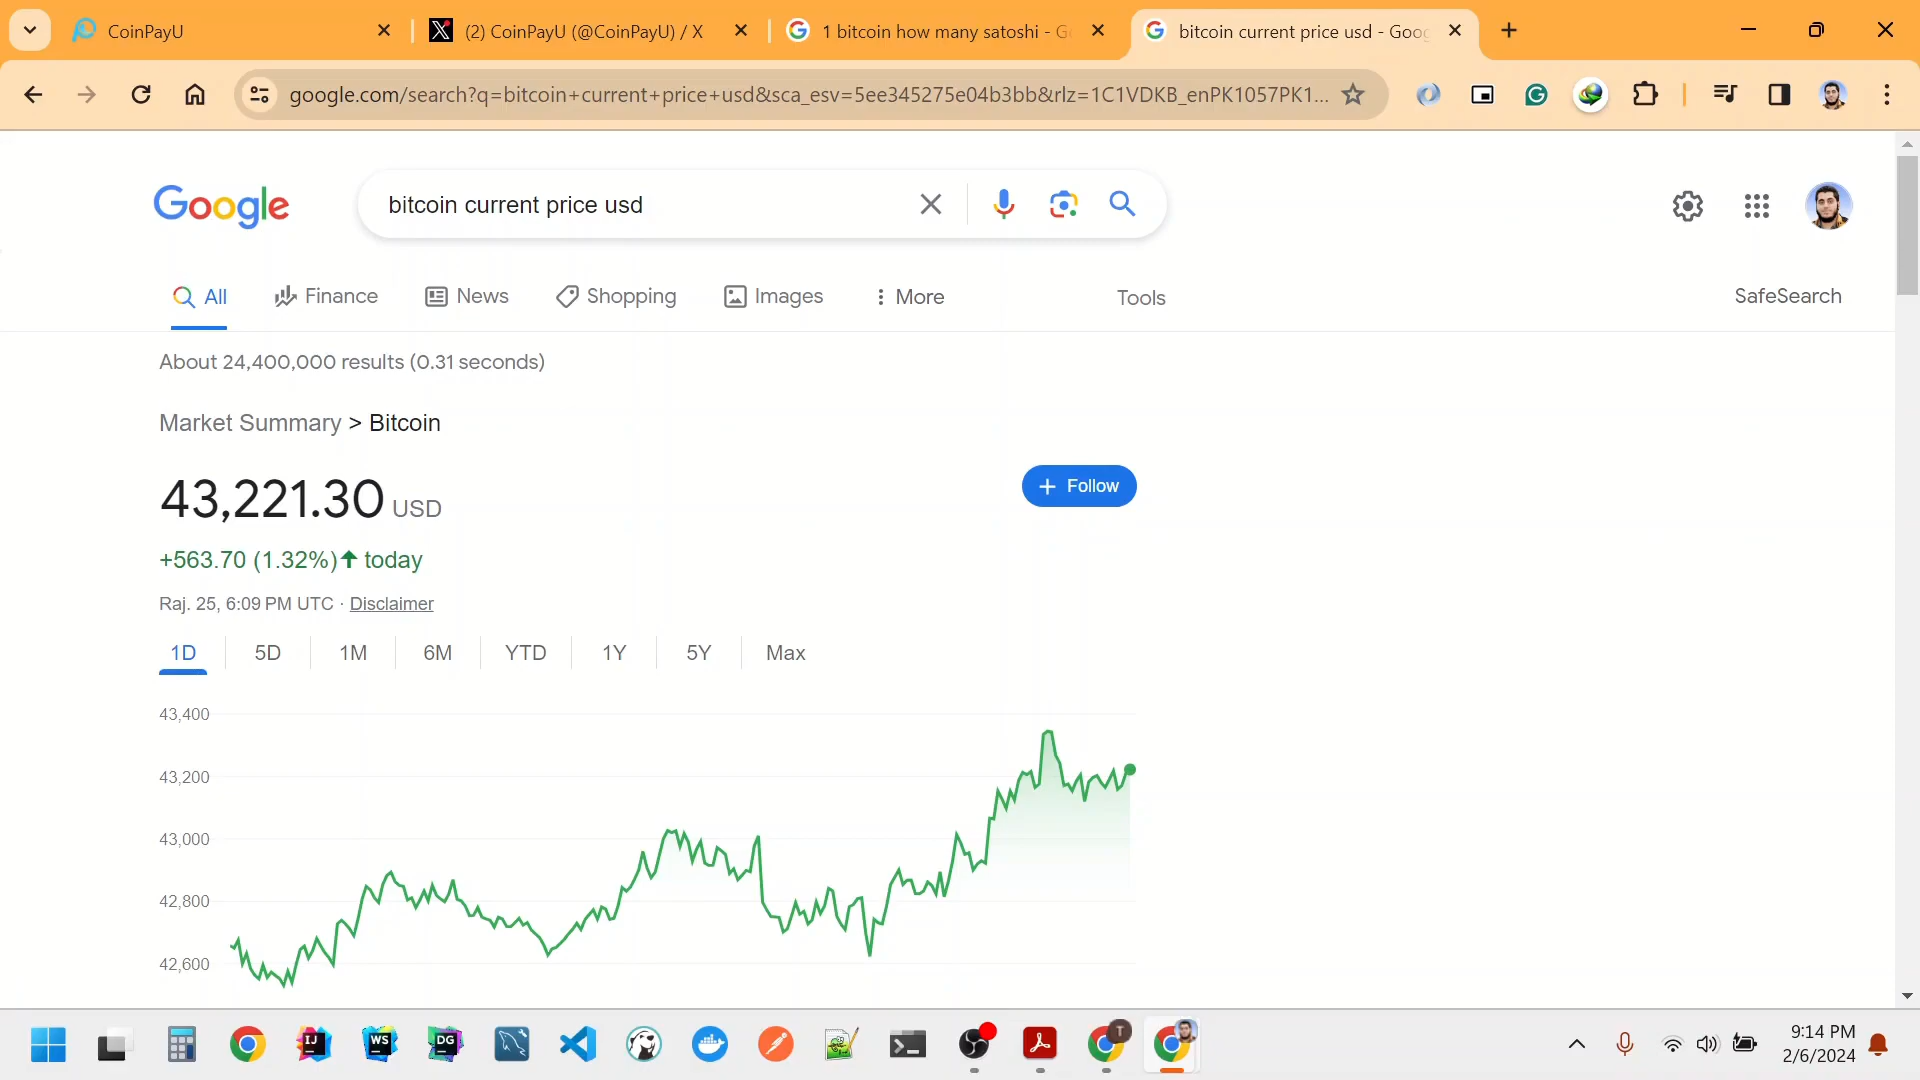 CoinPayU
(2) CoinPayU (@CoinPayU) / X
1 bitcoin how many satoshi - G
bitcoin current price usd - Goog
google.com/search?q=bitcoin+current+price+usd&sca_esv=5ee345275e04b3bb&rlz=1C1VDKB_enPK1057PK1...
Google
bitcoin current price usd
All
Finance
News
Shopping
Images
More
Tools
SafeSearch
About 24,400,000 results (0.31 seconds)
Market Summary > Bitcoin
43,221.30 USD
+ Follow
+563.70 (1.32%) today
Raj. 25, 6:09 PM UTC · Disclaimer
1D
5D
1M
6M
YTD
1Y
5Y
Max
43,400
43,200
43,000
42,800
42,600
IJ
WS
DG
T
9:14 PM
2/6/2024